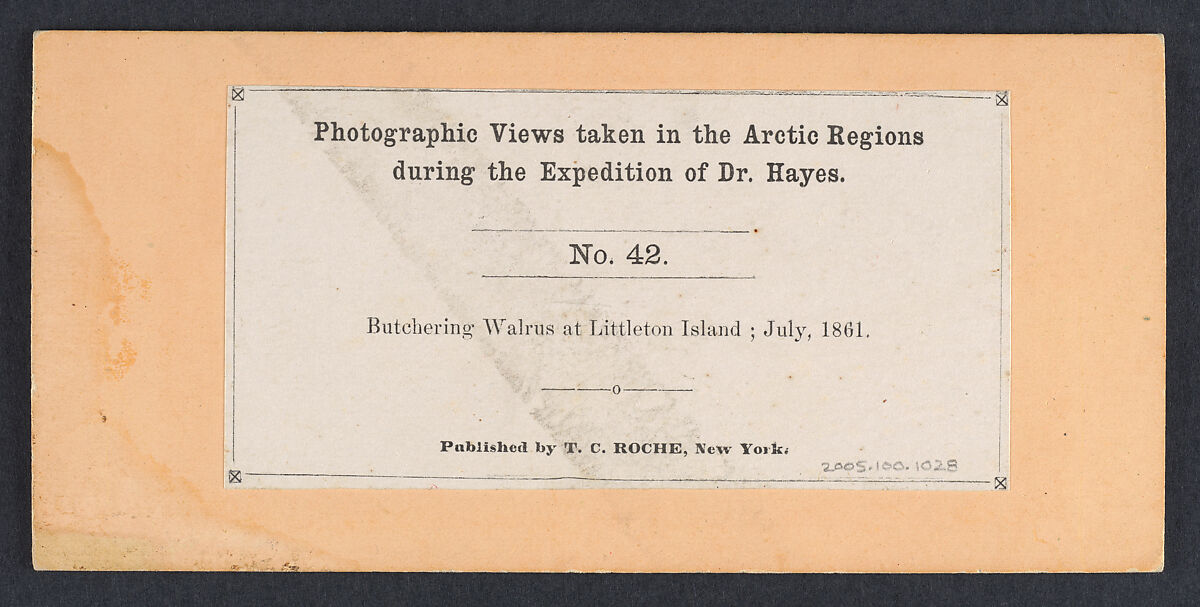 Photographic Views taken in the Arctic Regions
during the Expedition of Dr. Hayes.
No. 42.
Butchering Walrus at Littleton Island ; July, 1861.
o
Published by T. C. ROCHE, New York.
2005.100.1028